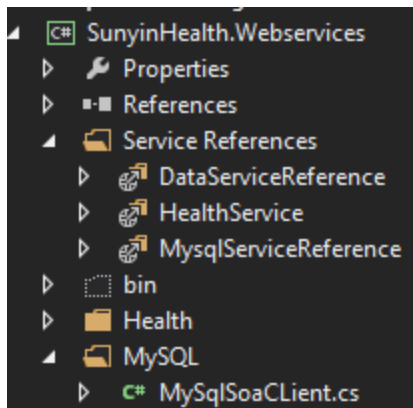 C# SunyinHealth.Webservices
Properties
References
Service References
DataServiceReference
HealthService
MysqlServiceReference
bin
Health
MySQL
C# MySqlSoaCLient.cs